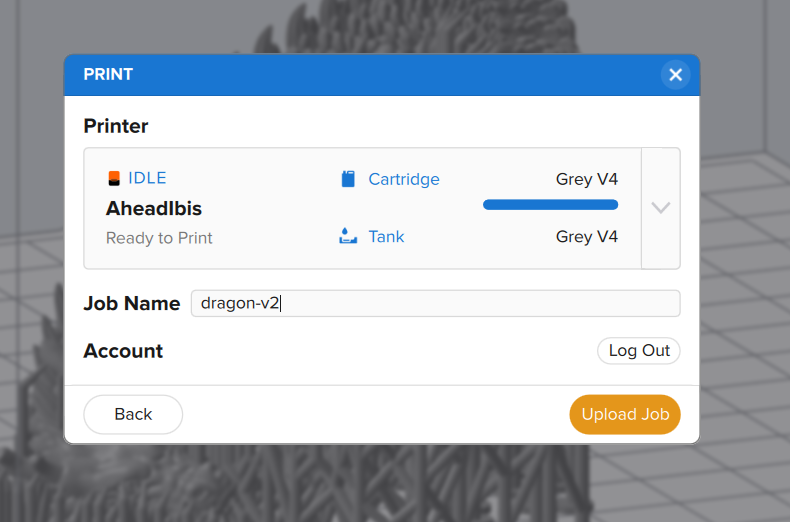 PRINT
Printer
IDLE
AheadIbis
Ready to Print
Cartridge
Grey V4
Tank
Grey V4
Job Name
dragon-v2
Account
Log Out
Back
Upload Job